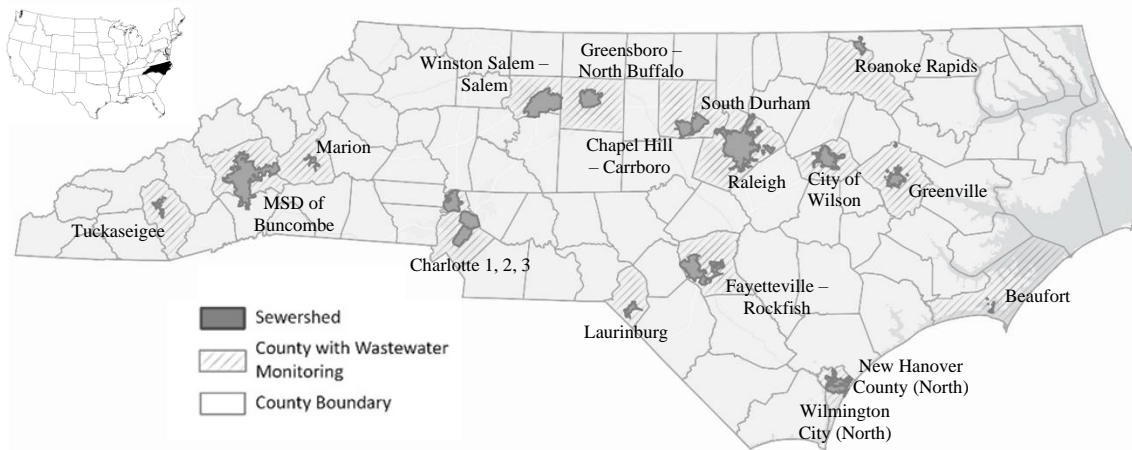 Greensboro –
North Buffalo
Winston Salem –
Salem
Roanoke Rapids
South Durham
Chapel Hill
– Carrboro
Raleigh
City of
Wilson
Greenville
Marion
MSD of
Buncombe
Tuckaseigee
Charlotte 1, 2, 3
Fayetteville –
Rockfish
Beaufort
Laurinburg
New Hanover
County (North)
Wilmington
City (North)
Sewershed
County with Wastewater
Monitoring
County Boundary